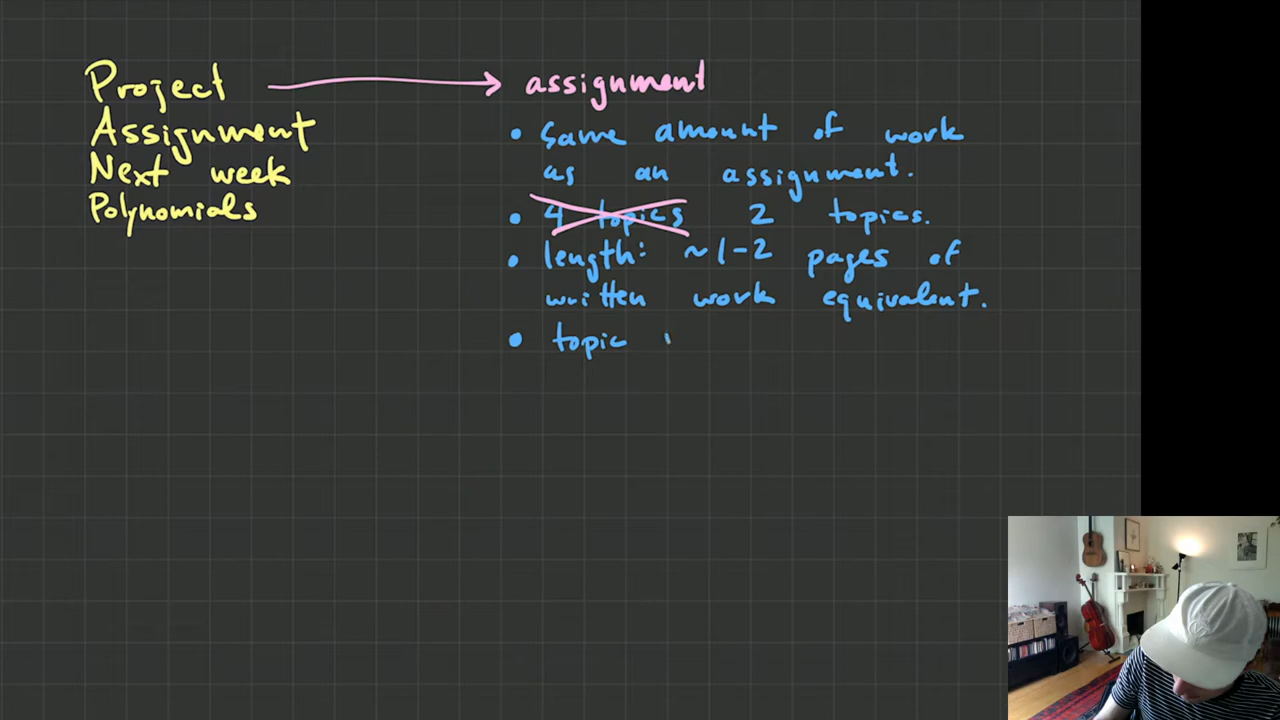 Project → assignment
Assignment
Next week
Polynomials
• same amount of work
as an assignment.
• 4 topics 2 topics.
• length: ~1-2 pages of
written work equivalent.
• topic